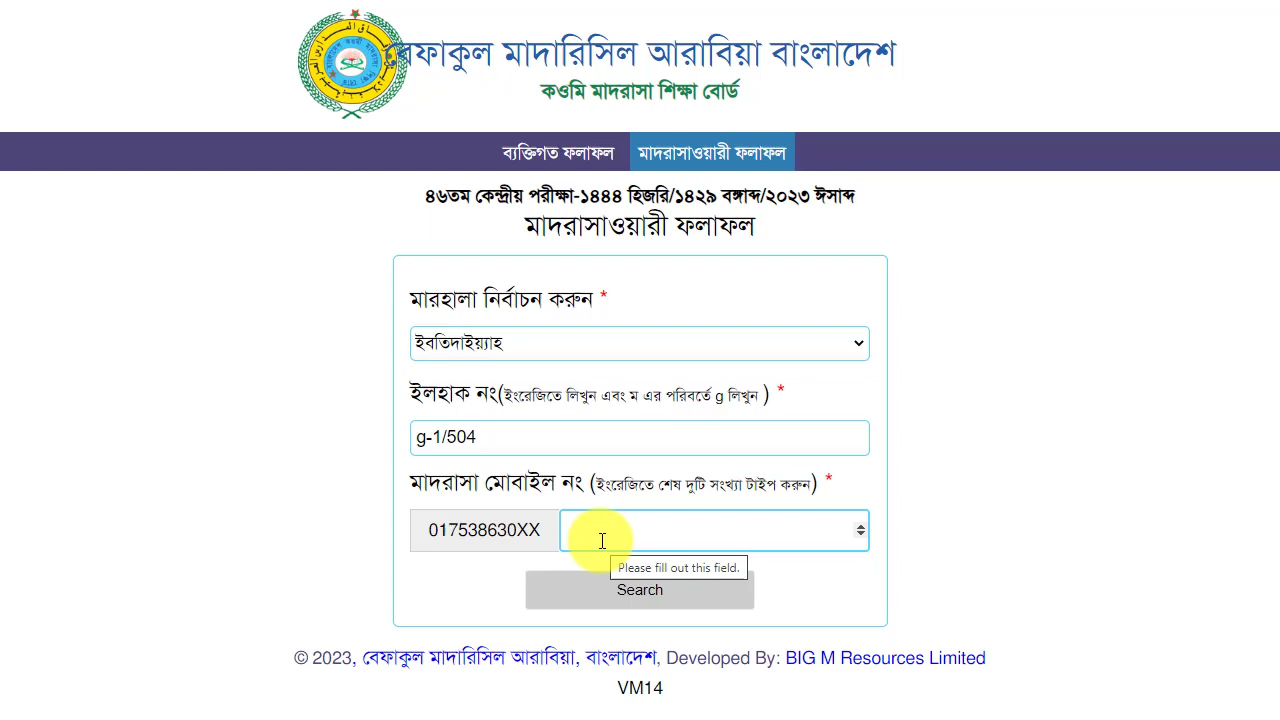 বেফাকুল মাদারিসিল আরাবিয়া বাংলাদেশ
কওমি মাদরাসা শিক্ষা বোর্ড
ব্যক্তিগত ফলাফল
মাদরাসাওয়ারী ফলাফল
৪৬তম কেন্দ্রীয় পরীক্ষা-১৪৪৪ হিজরি/১৪২৯ বঙ্গাব্দ/২০২৩ ঈসাব্দ
মাদরাসাওয়ারী ফলাফল
মারহালা নির্বাচন করুন *
ইবতিদাইয়্যাহ
ইলহাক নং(ইংরেজিতে লিখুন এবং ম এর পরিবর্তে g লিখুন ) *
g-1/504
মাদরাসা মোবাইল নং (ইংরেজিতে শেষ দুটি সংখ্যা টাইপ করুন) *
017538630XX
Please fill out this field.
Search
© 2023, বেফাকুল মাদারিসিল আরাবিয়া, বাংলাদেশ, Developed By: BIG M Resources Limited
VM14